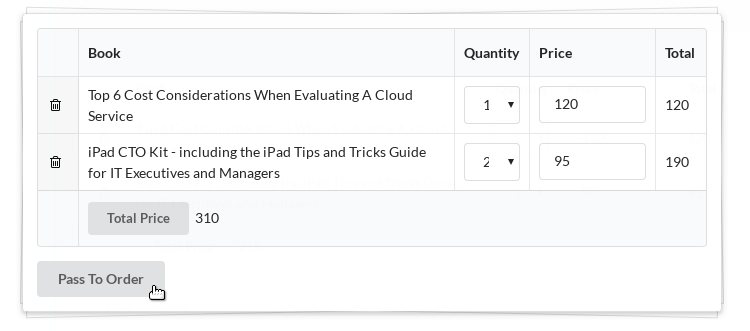 Book Quantity Price Total
Top 6 Cost Considerations When Evaluating A Cloud
Service
1 120 120
iPad CTO Kit - including the iPad Tips and Tricks Guide
for IT Executives and Managers
2 95 190
Total Price 310
Pass To Order